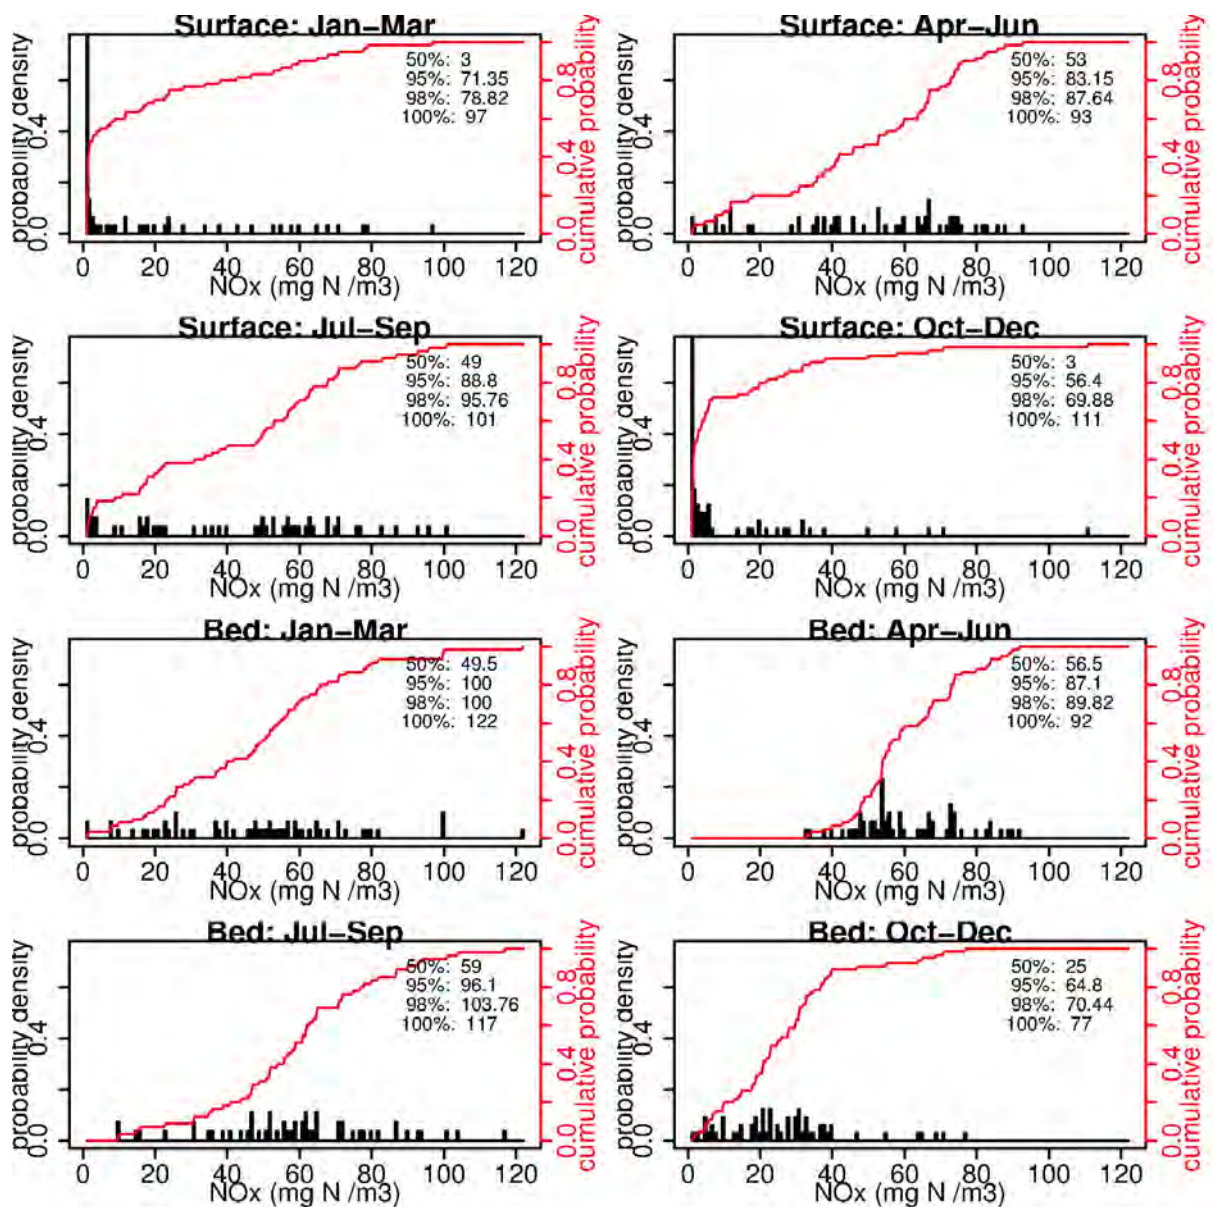 Surface: Jan-Mar
probability density
0.0 0.4
50%: 3
95%: 71.35
98%: 78.82
100%: 97
0.0 0.4 0.8
cumulative probability
0 20 40 60 80 100 120
NOx (mg N /m3)
Surface: Apr-Jun
probability density
0.0 0.4
50%: 53
95%: 83.15
98%: 87.64
100%: 93
0.0 0.4 0.8
cumulative probability
0 20 40 60 80 100 120
NOx (mg N /m3)
Surface: Jul-Sep
probability density
0.0 0.4
50%: 49
95%: 88.8
98%: 95.76
100%: 101
0.0 0.4 0.8
cumulative probability
0 20 40 60 80 100 120
NOx (mg N /m3)
Surface: Oct-Dec
probability density
0.0 0.4
50%: 3
95%: 56.4
98%: 69.88
100%: 111
0.0 0.4 0.8
cumulative probability
0 20 40 60 80 100 120
NOx (mg N /m3)
Bed: Jan-Mar
probability density
0.0 0.4
50%: 49.5
95%: 100
98%: 100
100%: 122
0.0 0.4 0.8
cumulative probability
0 20 40 60 80 100 120
NOx (mg N /m3)
Bed: Apr-Jun
probability density
0.0 0.4
50%: 56.5
95%: 87.1
98%: 89.82
100%: 92
0.0 0.4 0.8
cumulative probability
0 20 40 60 80 100 120
NOx (mg N /m3)
Bed: Jul-Sep
probability density
0.0 0.4
50%: 59
95%: 96.1
98%: 103.76
100%: 117
0.0 0.4 0.8
cumulative probability
0 20 40 60 80 100 120
NOx (mg N /m3)
Bed: Oct-Dec
probability density
0.0 0.4
50%: 25
95%: 64.8
98%: 70.44
100%: 77
0.0 0.4 0.8
cumulative probability
0 20 40 60 80 100 120
NOx (mg N /m3)